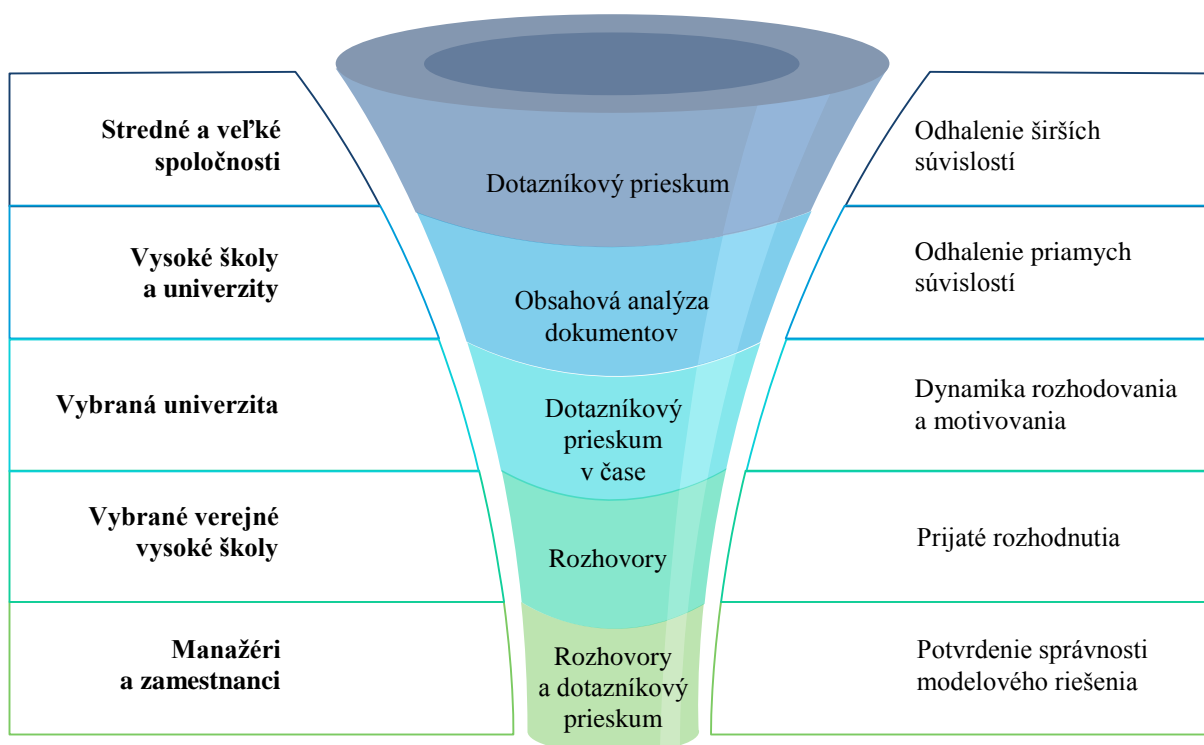 Stredné a veľké
spoločnosti
Dotazníkový prieskum
Odhalenie širších
súvislostí
Vysoké školy
a univerzity
Obsahová analýza
dokumentov
Odhalenie priamych
súvislostí
Vybraná univerzita
Dotazníkový
prieskum
v čase
Dynamika rozhodovania
a motivovania
Vybrané verejné
vysoké školy
Rozhovory
Prijaté rozhodnutia
Manažéri
a zamestnanci
Rozhovory
a dotazníkový
prieskum
Potvrdenie správnosti
modelového riešenia